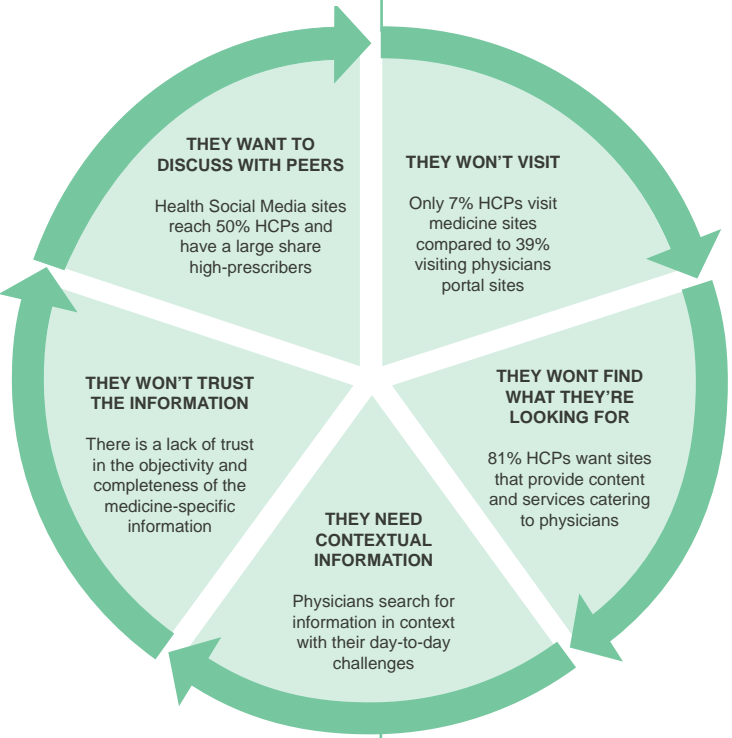 THEY WANT TO
DISCUSS WITH PEERS
Health Social Media sites
reach 50% HCPs and
have a large share
high-prescribers
THEY WON'T VISIT
Only 7% HCPs visit
medicine sites
compared to 39%
visiting physicians
portal sites
THEY WONT FIND
WHAT THEY'RE
LOOKING FOR
81% HCPs want sites
that provide content
and services catering
to physicians
THEY NEED
CONTEXTUAL
INFORMATION
Physicians search for
information in context
with their day-to-day
challenges
THEY WON'T TRUST
THE INFORMATION
There is a lack of trust
in the objectivity and
completeness of the
medicine-specific
information